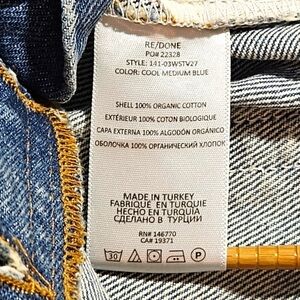 RE/DONE
PO# 22328
STYLE: 141-03WSTV27
COLOR: COOL MEDIUM BLUE
SHELL 100% ORGANIC COTTON
EXTÉRIEUR 100% COTON BIOLOGIQUE
CAPA EXTERNA 100% ALGODÓN ORGÁNICO
ОБОЛОЧКА 100% ОРГАНИЧЕСКИЙ ХЛОПОК
MADE IN TURKEY
FABRIQUÉ EN TURQUIE
HECHO EN TURQUIA
СДЕЛАНО В ТУРЦИИ
RN# 146770
CA# 19371
30
P